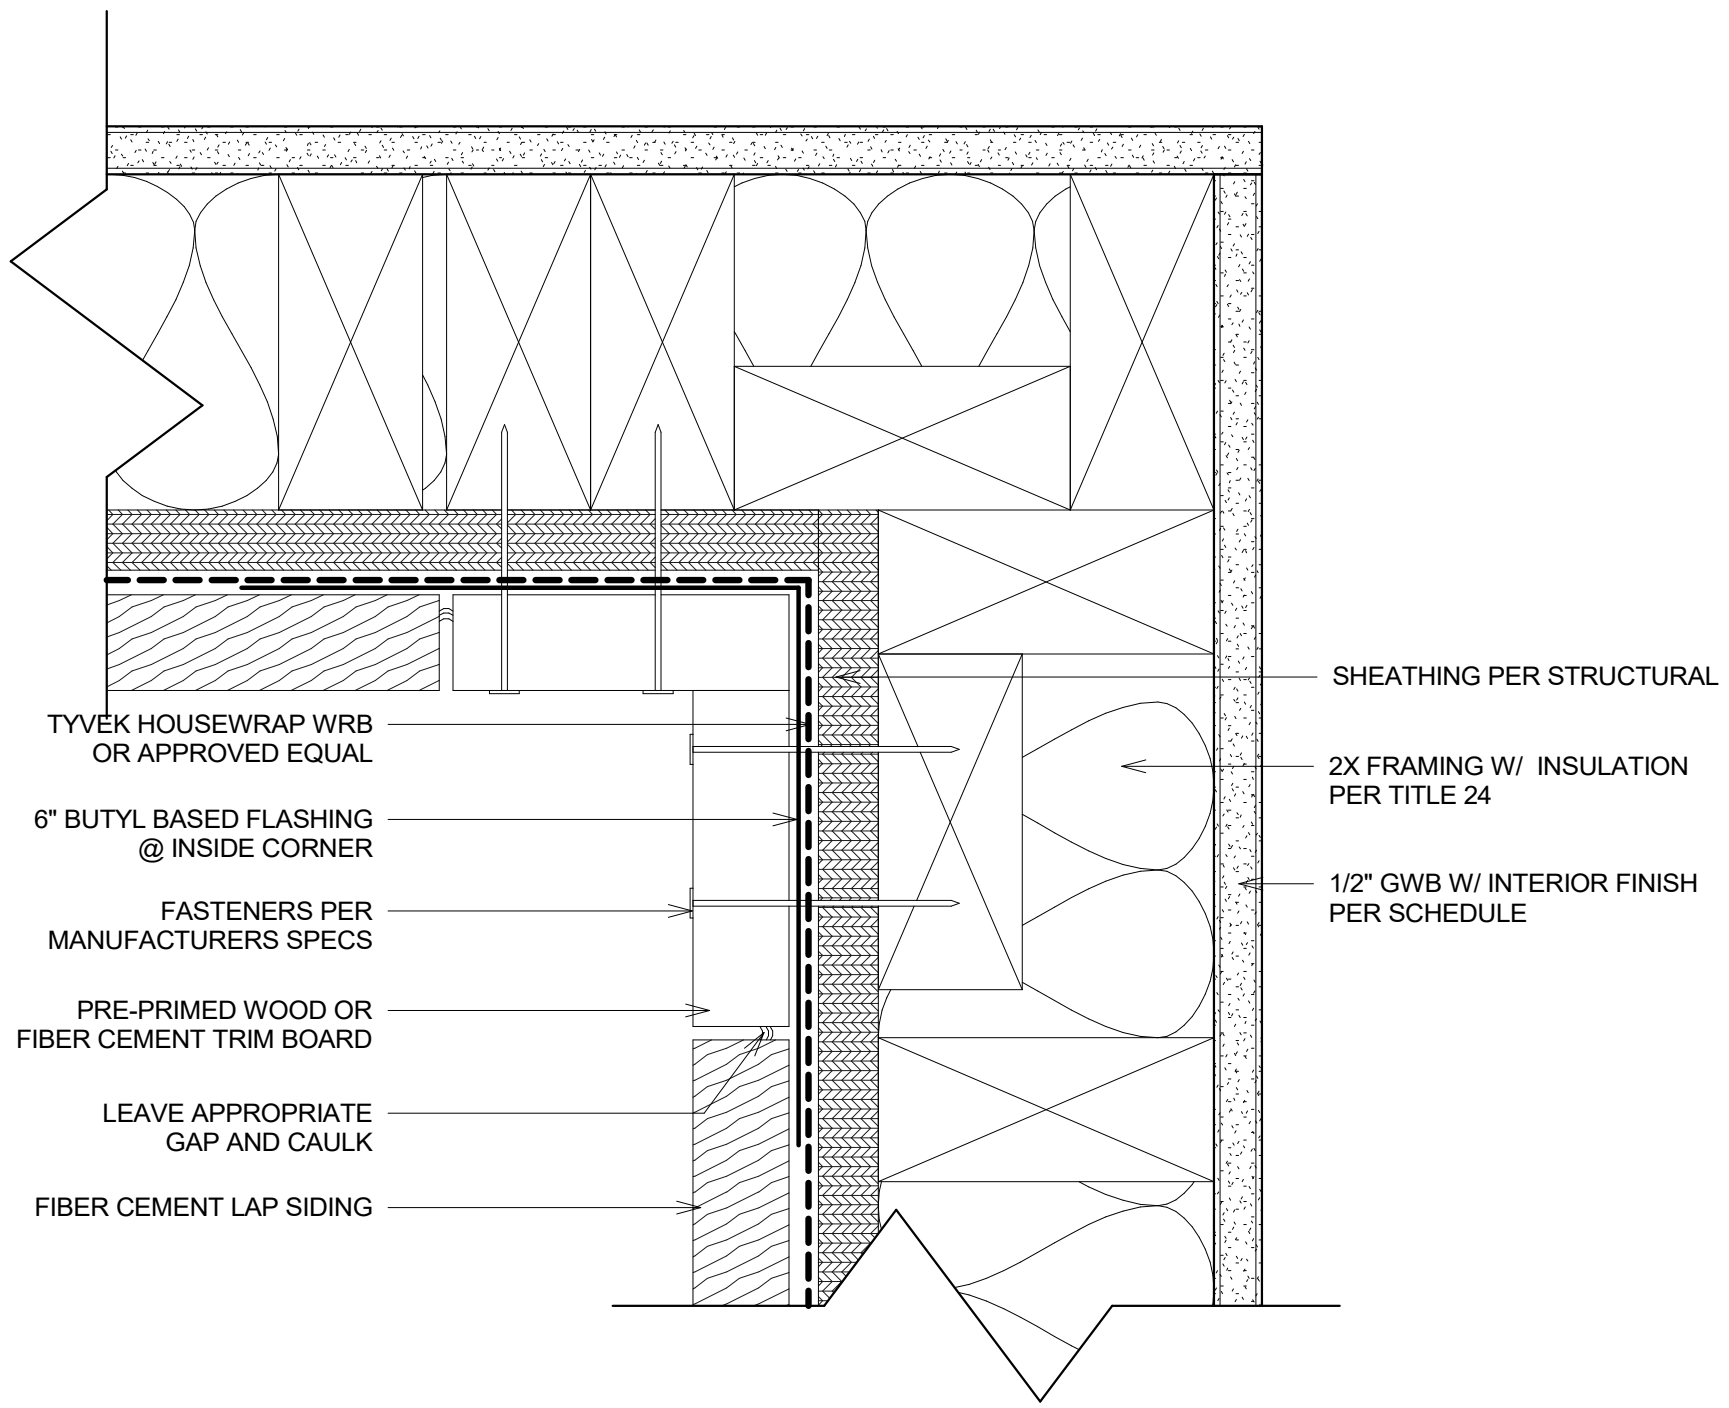 TYVEK HOUSEWRAP WRB
OR APPROVED EQUAL
6" BUTYL BASED FLASHING
@ INSIDE CORNER
FASTENERS PER
MANUFACTURERS SPECS
PRE-PRIMED WOOD OR
FIBER CEMENT TRIM BOARD
LEAVE APPROPRIATE
GAP AND CAULK
FIBER CEMENT LAP SIDING
SHEATHING PER STRUCTURAL
2X FRAMING W/ INSULATION
PER TITLE 24
1/2" GWB W/ INTERIOR FINISH
PER SCHEDULE